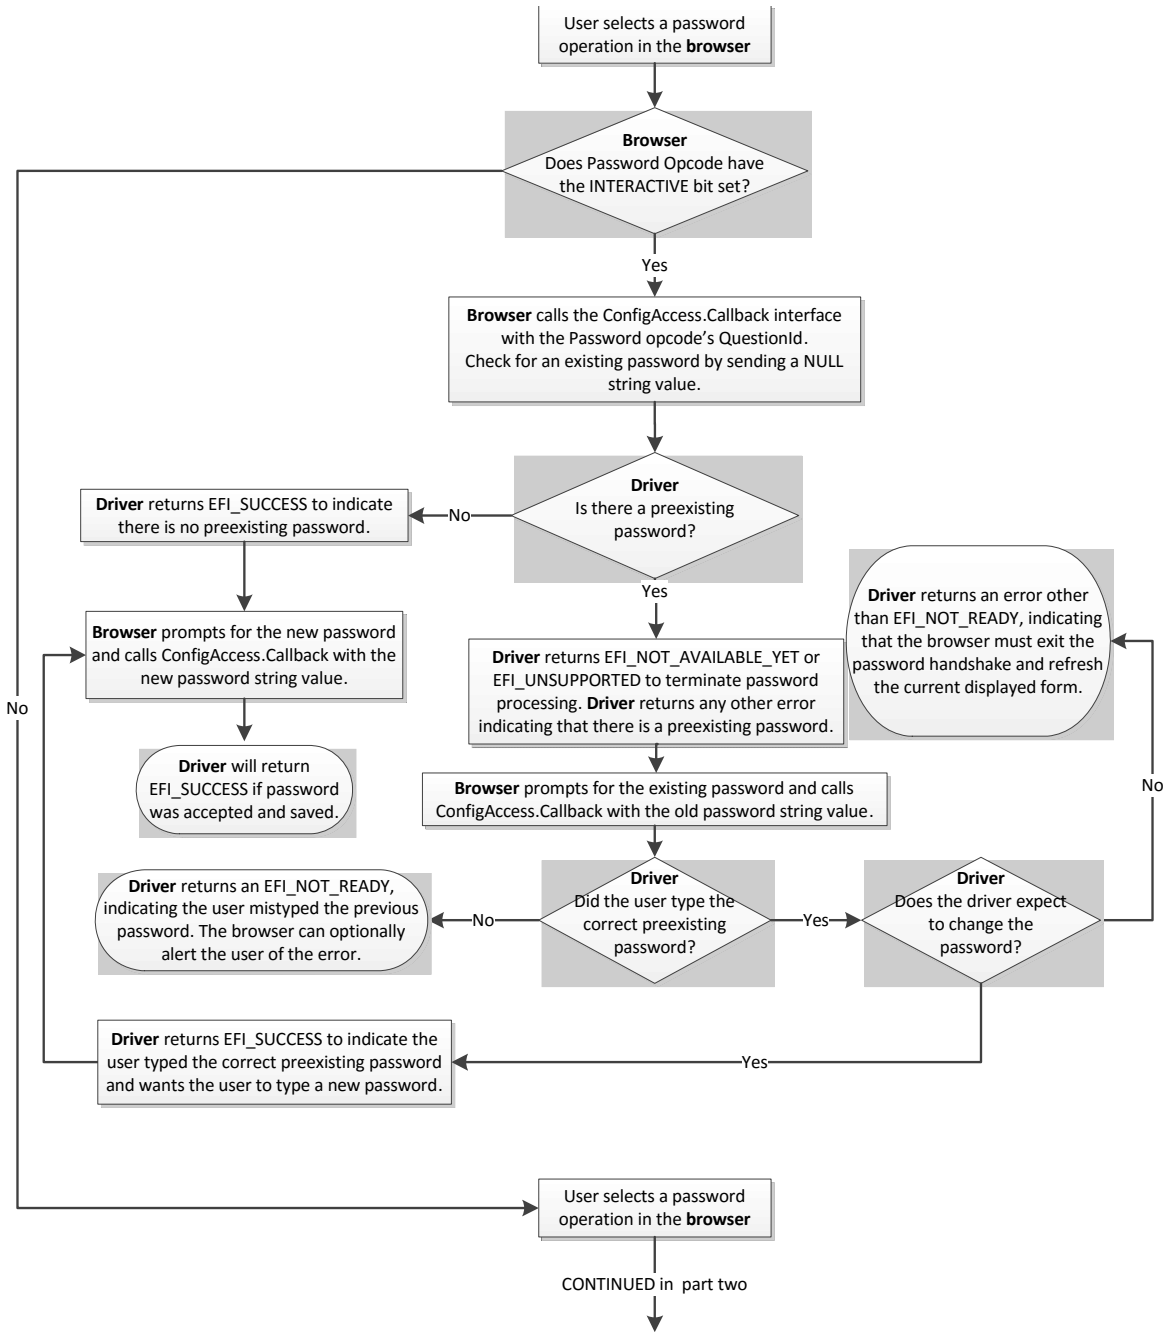 User selects a password
operation in the browser
Browser
Does Password Opcode have
the INTERACTIVE bit set?
Yes
Browser calls the ConfigAccess.Callback interface
with the Password opcode’s QuestionId.
Check for an existing password by sending a NULL
string value.
Driver
Is there a preexisting
password?
No
Driver returns EFI_SUCCESS to indicate
there is no preexisting password.
Yes
Browser prompts for the new password
and calls ConfigAccess.Callback with the
new password string value.
Driver returns EFI_NOT_AVAILABLE_YET or
EFI_UNSUPPORTED to terminate password
processing. Driver returns any other error
indicating that there is a preexisting password.
Driver returns an error other
than EFI_NOT_READY, indicating
that the browser must exit the
password handshake and refresh
the current displayed form.
No
Driver will return
EFI_SUCCESS if password
was accepted and saved.
Browser prompts for the existing password and calls
ConfigAccess.Callback with the old password string value.
No
Driver returns an EFI_NOT_READY,
indicating the user mistyped the previous
password. The browser can optionally
alert the user of the error.
No
Driver
Did the user type the
correct preexisting
password?
Yes
Driver
Does the driver expect
to change the
password?
Driver returns EFI_SUCCESS to indicate the
user typed the correct preexisting password
and wants the user to type a new password.
Yes
User selects a password
operation in the browser
CONTINUED in part two